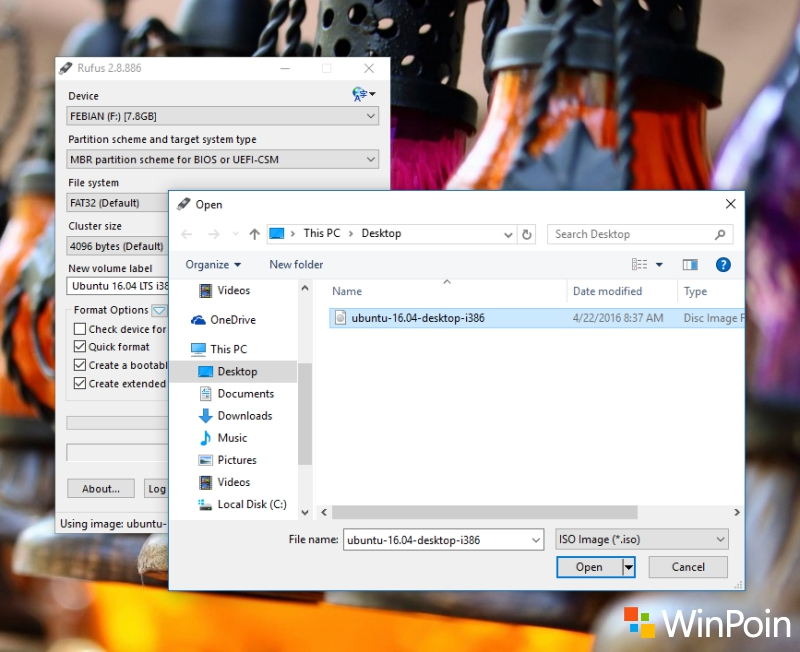 Rufus 2.8.886
Device
FEBIAN (F:) [7.8GB]
Partition scheme and target system type
MBR partition scheme for BIOS or UEFI-CSM
File system
FAT32 (Default)
Cluster size
4096 bytes (Default)
New volume label
Ubuntu 16.04 LTS i38
Format Options
Check device for
Quick format
Create a bootabl
Create extended
About...
Log
Using image: ubuntu-
Open
This PC > Desktop
Search Desktop
Organize
New folder
Name
Date modified
Type
Videos
OneDrive
This PC
Desktop
Documents
Downloads
Music
Pictures
Videos
Local Disk (C:)
ubuntu-16.04-desktop-i386
4/22/2016 8:37 AM
Disc Image F
File name:
ubuntu-16.04-desktop-i386
ISO Image (*.iso)
Open
Cancel
WinPoin